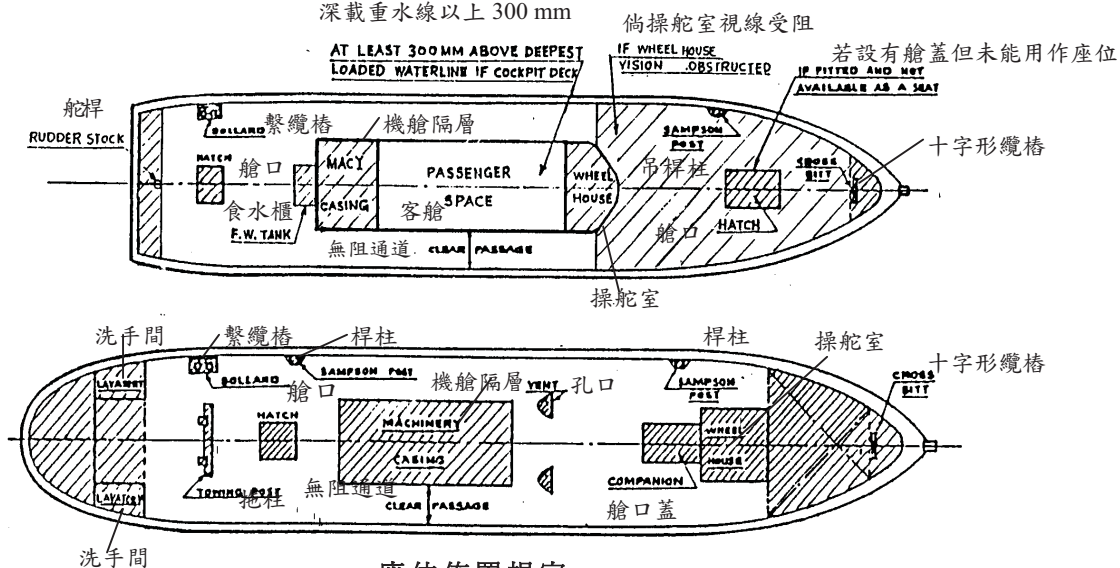 深載重水線以上 300 mm
倘操舵室視線受阻
AT LEAST 300MM ABOVE DEEPEST
LOADED WATERLINE IF COCKPIT DECK
IF WHEEL HOUSE
VISION OBSTRUCTED
若設有艙蓋但未能用作座位
IF FITTED AND NOT
AVAILABLE AS A SEAT
舵桿
RUDDER STOCK
繫纜樁
BOLLARD
機艙隔層
SAMPSON
POST
十字形纜樁
CROSS
BITT
HATCH
艙口
MACY
CASING
PASSENGER
SPACE
客艙
WHEEL
HOUSE
吊桿柱
食水櫃
F.W. TANK
艙口
HATCH
無阻通道
CLEAR PASSAGE
操舵室
洗手間
繫纜樁
桿柱
桿柱
操舵室
十字形纜樁
LAVATORY
BOLLARD
SAMPSON POST
艙口
機艙隔層
VENT
孔口
SAMPSON
POST
CROSS
BITT
HATCH
MACHINERY
CASING
WHEEL
HOUSE
LAVATORY
TOWING POST
拖柱
無阻通道
CLEAR PASSAGE
COMPANION
艙口蓋
洗手間